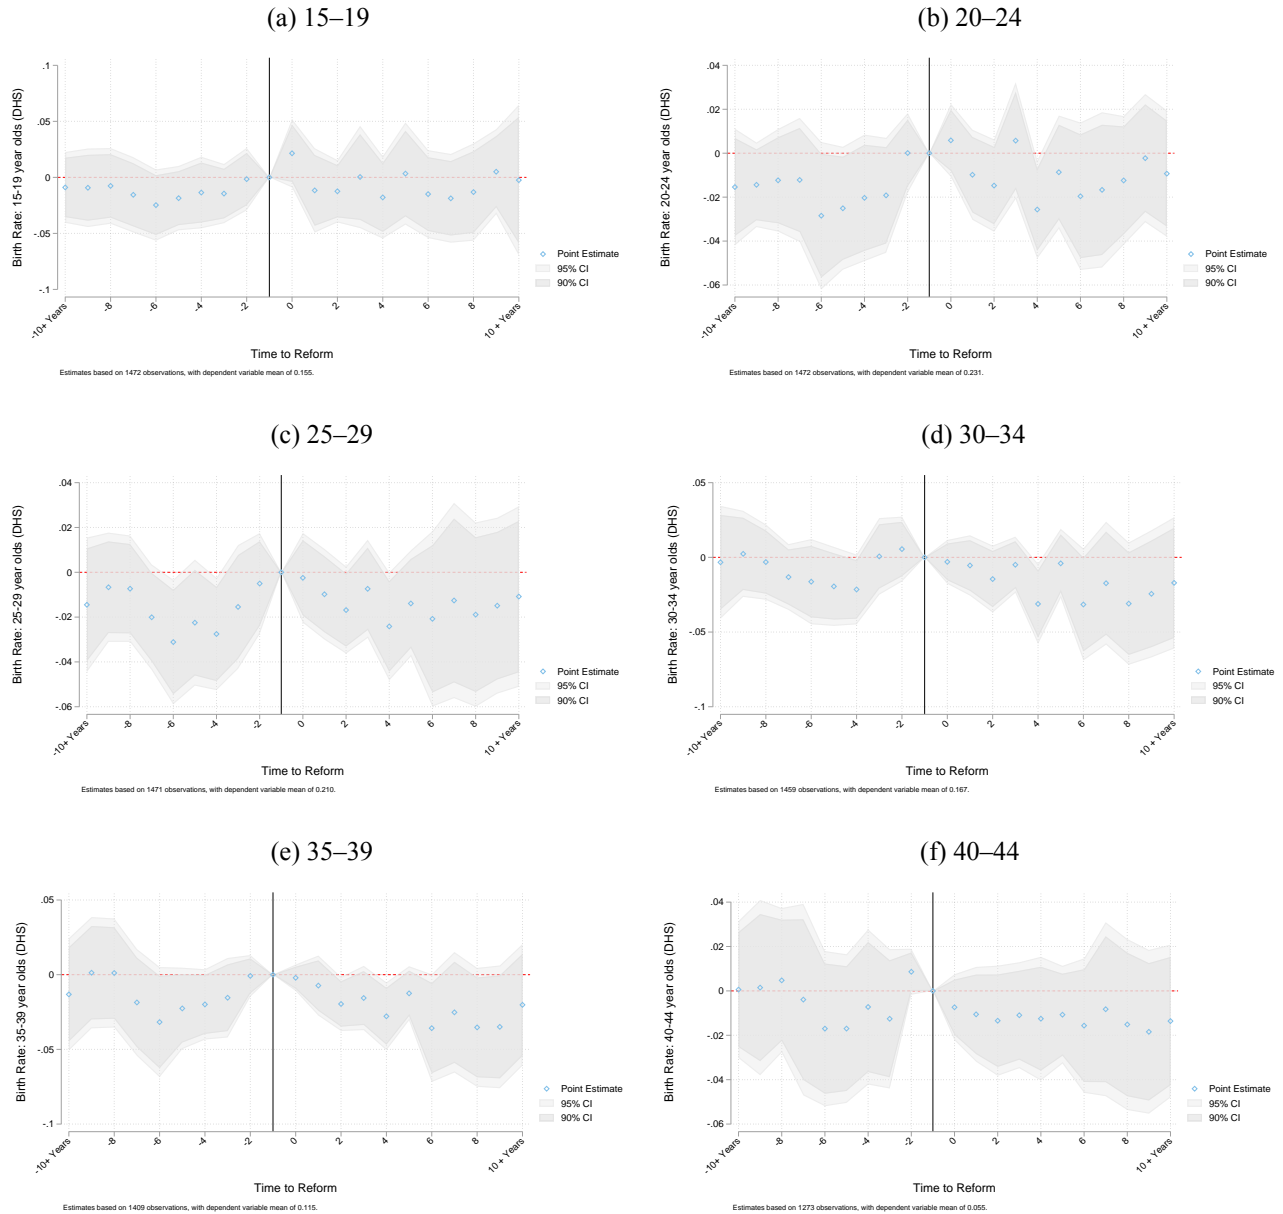 (a) 15–19
Birth Rate: 15-19 year olds (DHS)
.1
.05
0
-.05
-.1
-10+ Years
-8
-6
-4
-2
0
2
4
6
8
10 + Years
Time to Reform
Point Estimate
95% CI
90% CI
Estimates based on 1472 observations, with dependent variable mean of 0.155.
(b) 20–24
Birth Rate: 20-24 year olds (DHS)
.04
.02
0
-.02
-.04
-.06
-10+ Years
-8
-6
-4
-2
0
2
4
6
8
10 + Years
Time to Reform
Point Estimate
95% CI
90% CI
Estimates based on 1472 observations, with dependent variable mean of 0.231.
(c) 25–29
Birth Rate: 25-29 year olds (DHS)
.04
.02
0
-.02
-.04
-.06
-10+ Years
-8
-6
-4
-2
0
2
4
6
8
10 + Years
Time to Reform
Point Estimate
95% CI
90% CI
Estimates based on 1471 observations, with dependent variable mean of 0.210.
(d) 30–34
Birth Rate: 30-34 year olds (DHS)
.05
0
-.05
-.1
-10+ Years
-8
-6
-4
-2
0
2
4
6
8
10 + Years
Time to Reform
Point Estimate
95% CI
90% CI
Estimates based on 1459 observations, with dependent variable mean of 0.167.
(e) 35–39
Birth Rate: 35-39 year olds (DHS)
.05
0
-.05
-.1
-10+ Years
-8
-6
-4
-2
0
2
4
6
8
10 + Years
Time to Reform
Point Estimate
95% CI
90% CI
Estimates based on 1409 observations, with dependent variable mean of 0.115.
(f) 40–44
Birth Rate: 40-44 year olds (DHS)
.04
.02
0
-.02
-.04
-.06
-10+ Years
-8
-6
-4
-2
0
2
4
6
8
10 + Years
Time to Reform
Point Estimate
95% CI
90% CI
Estimates based on 1273 observations, with dependent variable mean of 0.055.